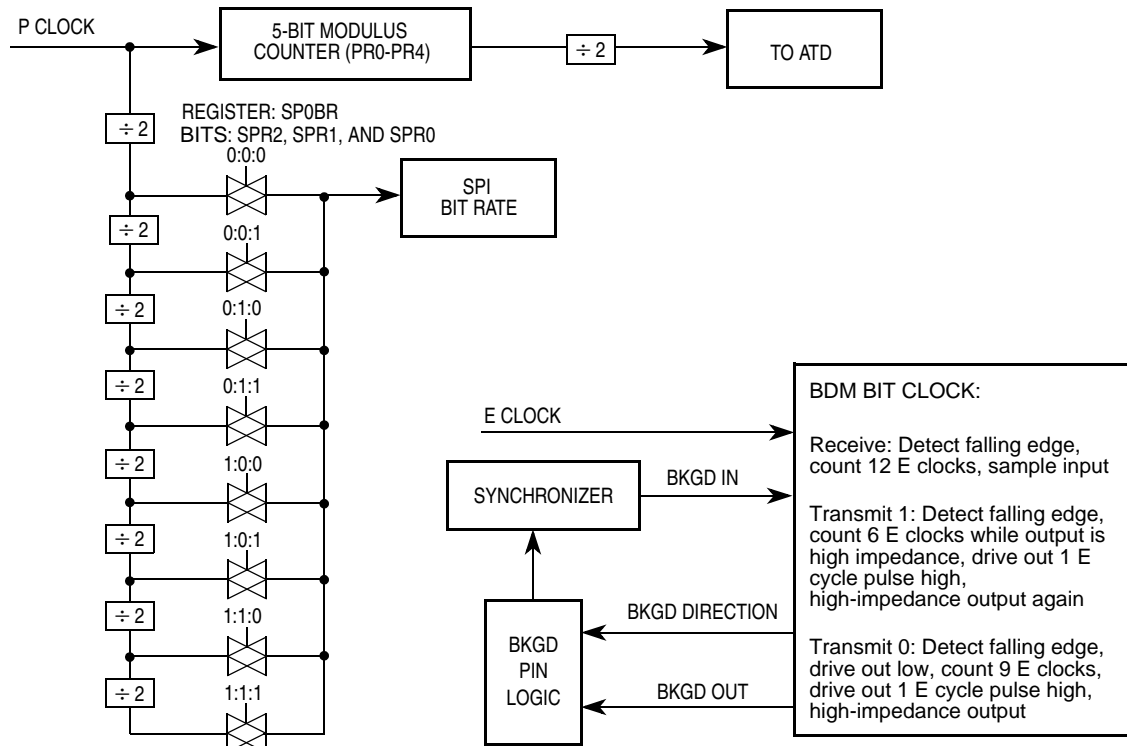 P CLOCK
5-BIT MODULUS
COUNTER (PR0-PR4)
÷ 2
TO ATD
÷ 2
REGISTER: SP0BR
BITS: SPR2, SPR1, AND SPR0
0:0:0
SPI
BIT RATE
÷ 2
0:0:1
÷ 2
0:1:0
÷ 2
0:1:1
÷ 2
1:0:0
÷ 2
1:0:1
÷ 2
1:1:0
÷ 2
1:1:1
E CLOCK
SYNCHRONIZER
BKGD IN
BKGD
PIN
LOGIC
BKGD DIRECTION
BKGD OUT
BDM BIT CLOCK:
Receive: Detect falling edge,
count 12 E clocks, sample input
Transmit 1: Detect falling edge,
count 6 E clocks while output is
high impedance, drive out 1 E
cycle pulse high,
high-impedance output again
Transmit 0: Detect falling edge,
drive out low, count 9 E clocks,
drive out 1 E cycle pulse high,
high-impedance output